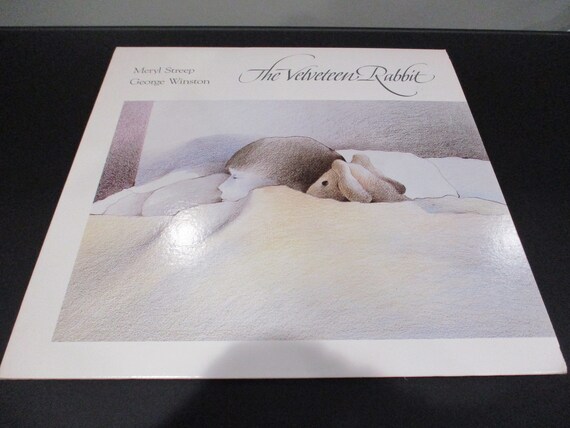 Meryl Streep
George Winston
The Velveteen Rabbit